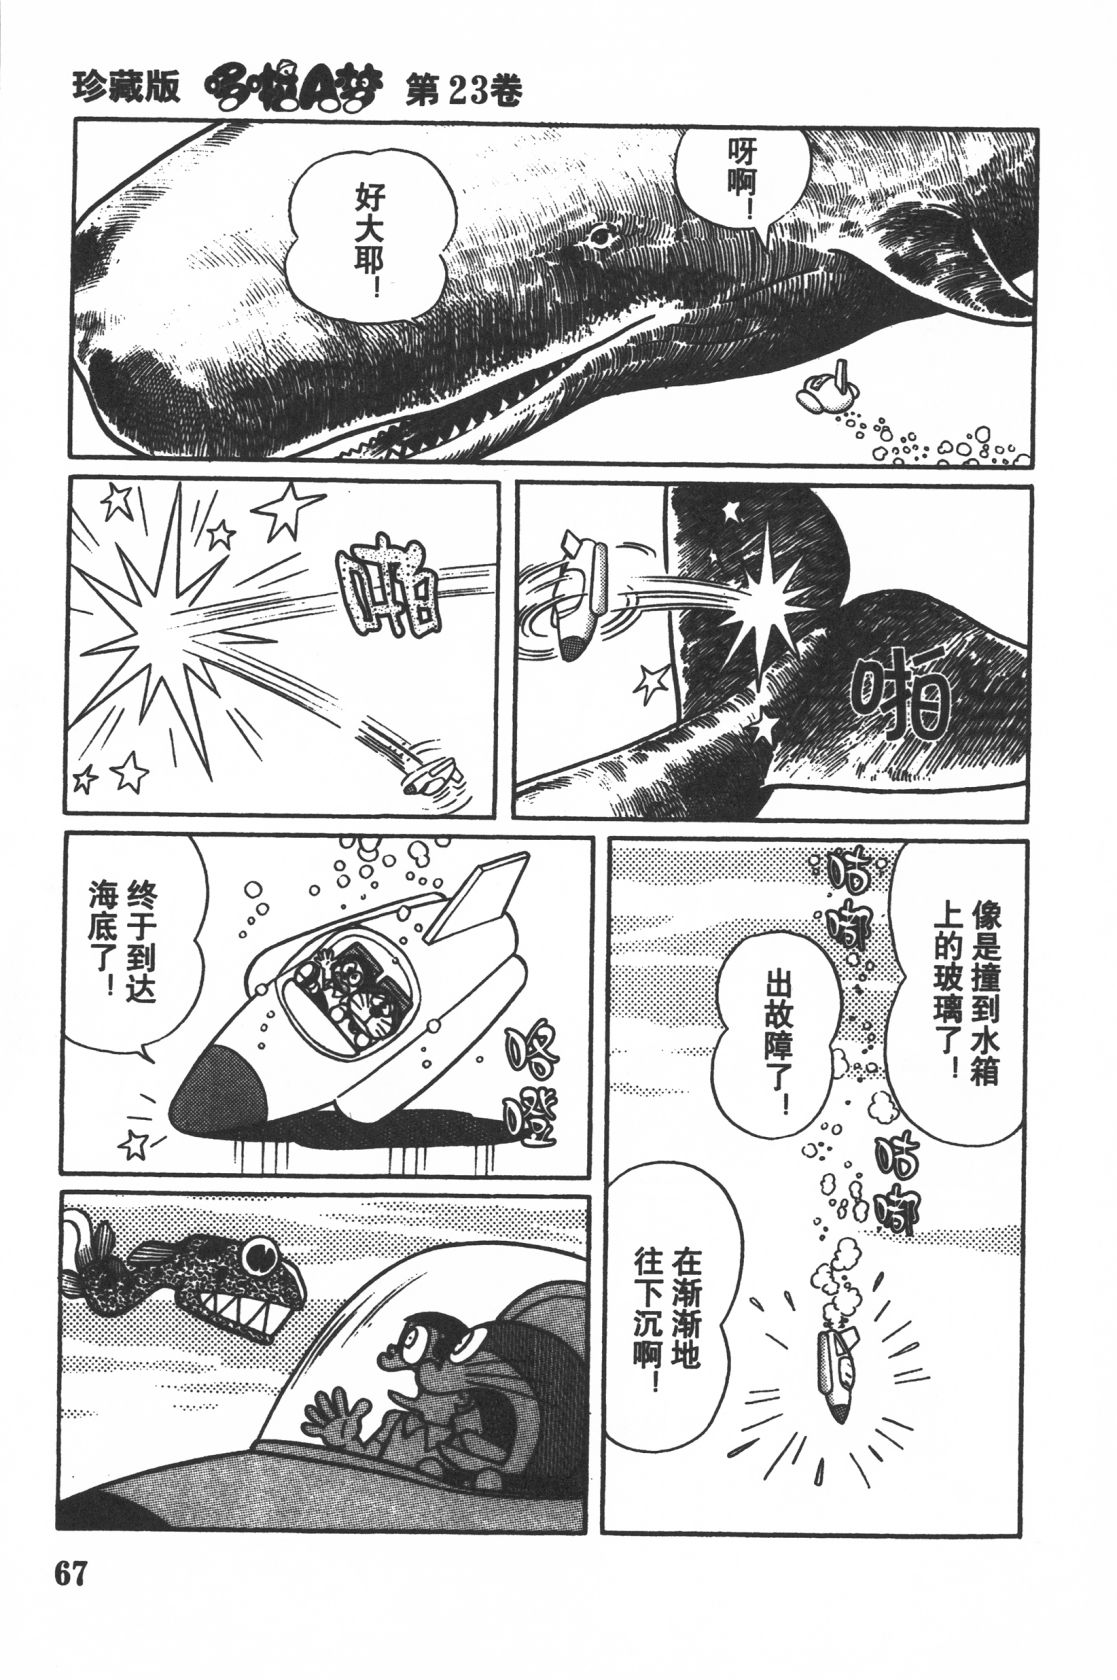 珍藏版 哆啦A梦 第23卷
呀啊！
好大耶！
啪
啪
像是撞到水箱
上的玻璃了！
出故障了！
咕嘟
咕嘟
在渐渐地
往下沉啊！
终于到达
海底了！
咚
噔
67